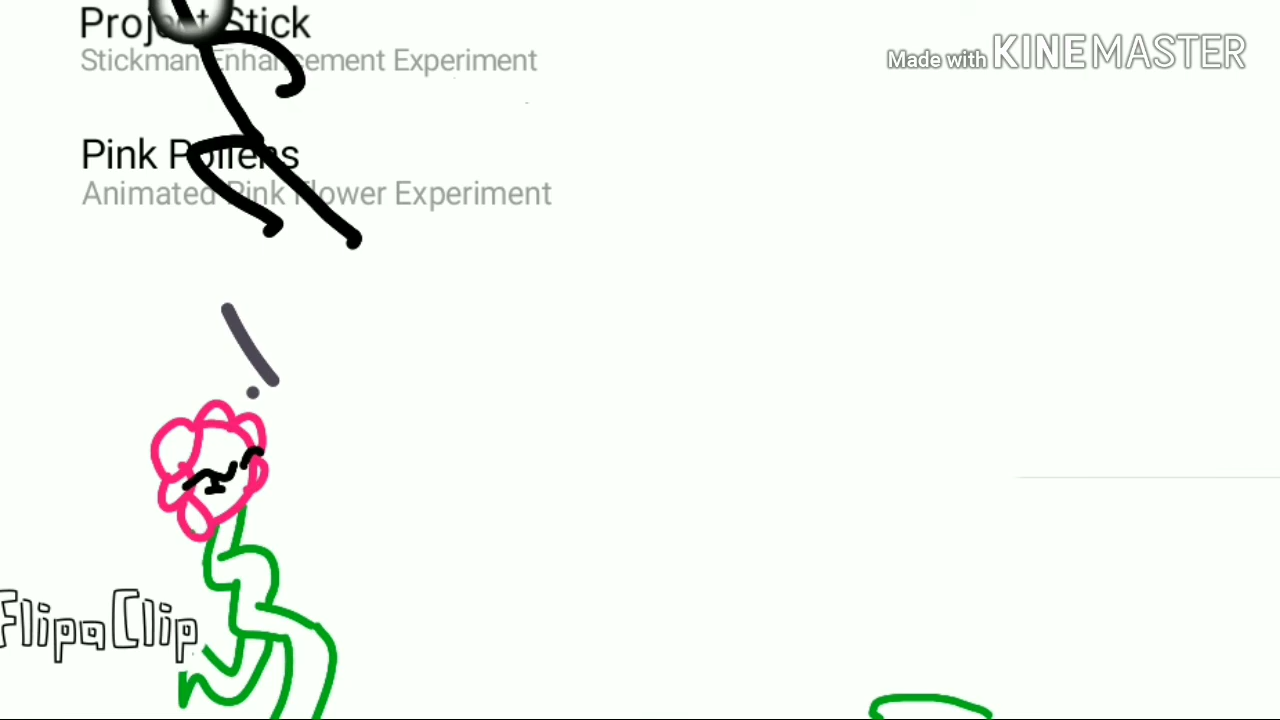 Project Stick
Stickman Enhancement Experiment
Made with KINEMASTER
Pink Pollens
Animated Pink Flower Experiment
FlipaClip